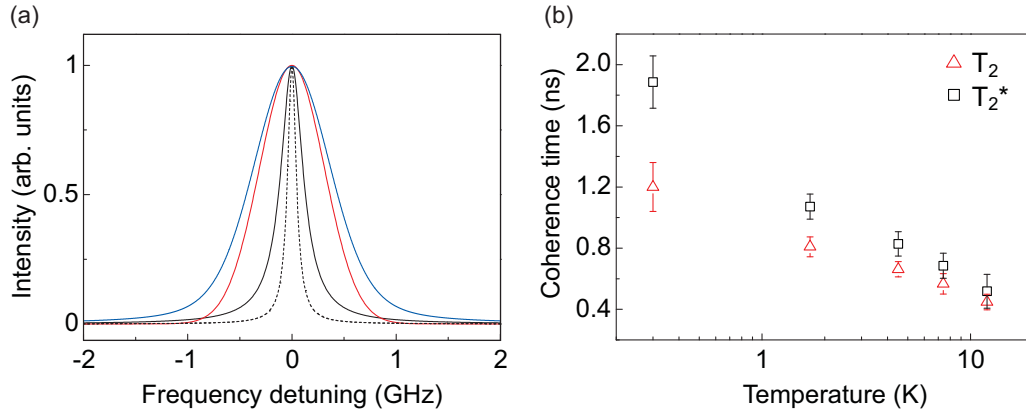 (a)
Intensity (arb. units)
1
0.5
0
-2
-1
0
1
2
Frequency detuning (GHz)
(b)
Coherence time (ns)
2.0
1.6
1.2
0.8
0.4
T2
T2*
1
10
Temperature (K)